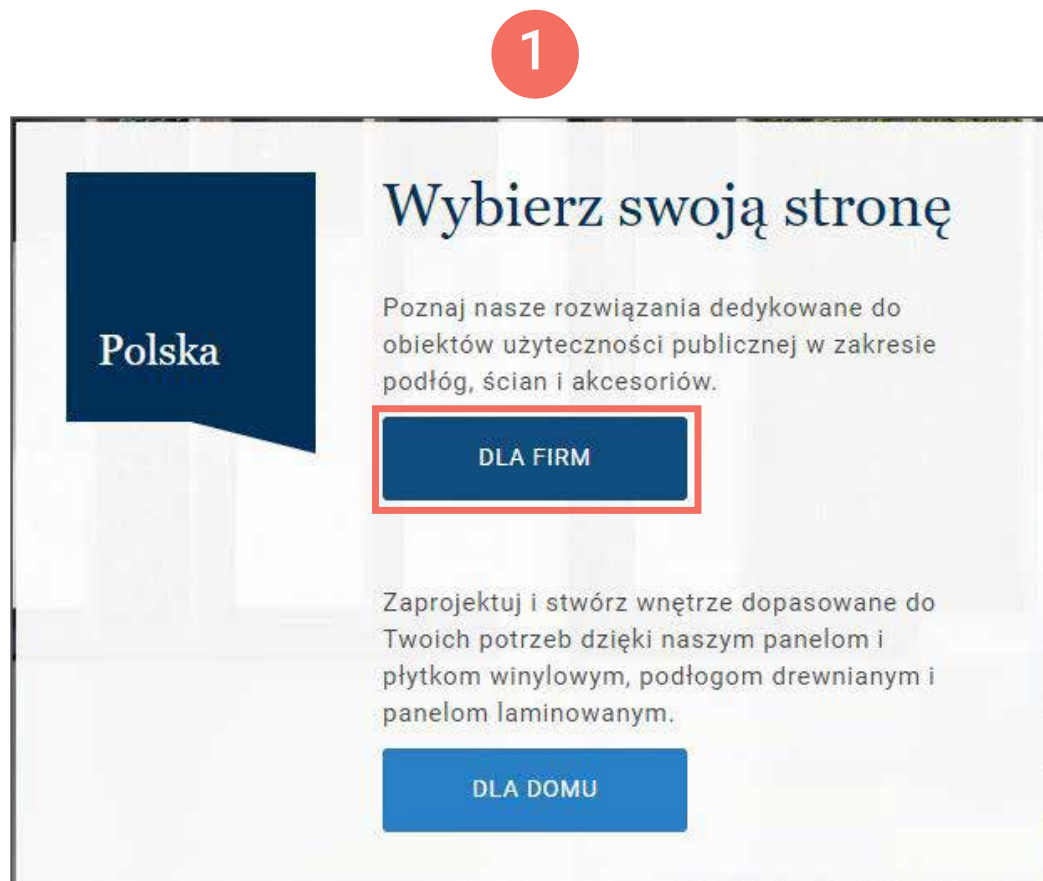 1
Wybierz swoją stronę
Polska
Poznaj nasze rozwiązania dedykowane do
obiektów użyteczności publicznej w zakresie
podłóg, ścian i akcesoriów.
DLA FIRM
Zaprojektuj i stwórz wnętrze dopasowane do
Twoich potrzeb dzięki naszym panelom i
płytkom winylowym, podłogom drewnianym i
panelom laminowanym.
DLA DOMU